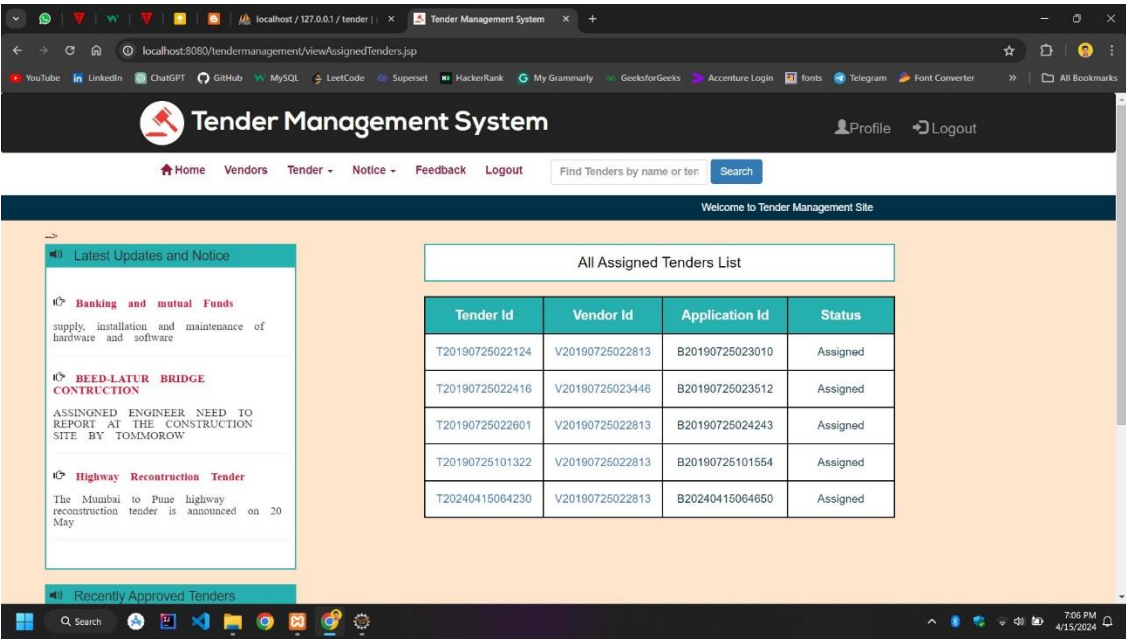 localhost / 127.0.0.1 / tender |
Tender Management System
localhost:8080/tendermanagement/viewAssignedTenders.jsp
YouTube LinkedIn ChatGPT GitHub MySQL LeetCode Superset HackerRank My Grammarly GeeksforGeeks Accenture Login fonts Telegram Font Converter » All Bookmarks
Tender Management System
Profile Logout
Home Vendors Tender Notice Feedback Logout Find Tenders by name or ten Search
Welcome to Tender Management Site
-->
Latest Updates and Notice
Banking and mutual Funds
supply, installation and maintenance of
hardware and software
BEED-LATUR BRIDGE
CONTRUCTION
ASSINGNED ENGINEER NEED TO
REPORT AT THE CONSTRUCTION
SITE BY TOMMOROW
Highway Recontruction Tender
The Mumbai to Pune highway
reconstruction tender is announced on 20
May
Recently Approved Tenders
All Assigned Tenders List
Tender Id Vendor Id Application Id Status
T20190725022124 V20190725022813 B20190725023010 Assigned
T20190725022416 V20190725023446 B20190725023512 Assigned
T20190725022601 V20190725022813 B20190725024243 Assigned
T20190725101322 V20190725022813 B20190725101554 Assigned
T20240415064230 V20190725022813 B20240415064650 Assigned
Search
7:06 PM
4/15/2024